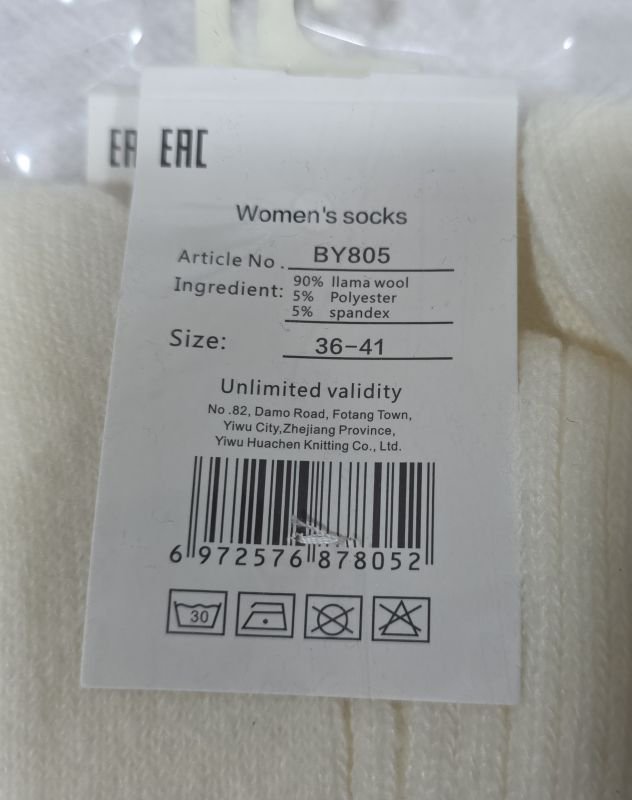 EA
EAC
Women's socks
Article No. BY805
Ingredient: 90% llama wool
5% Polyester
5% spandex
Size: 36-41
Unlimited validity
No.82, Damo Road, Fotang Town,
Yiwu City,Zhejiang Province,
Yiwu Huachen Knitting Co., Ltd.
6 972576 878052
30